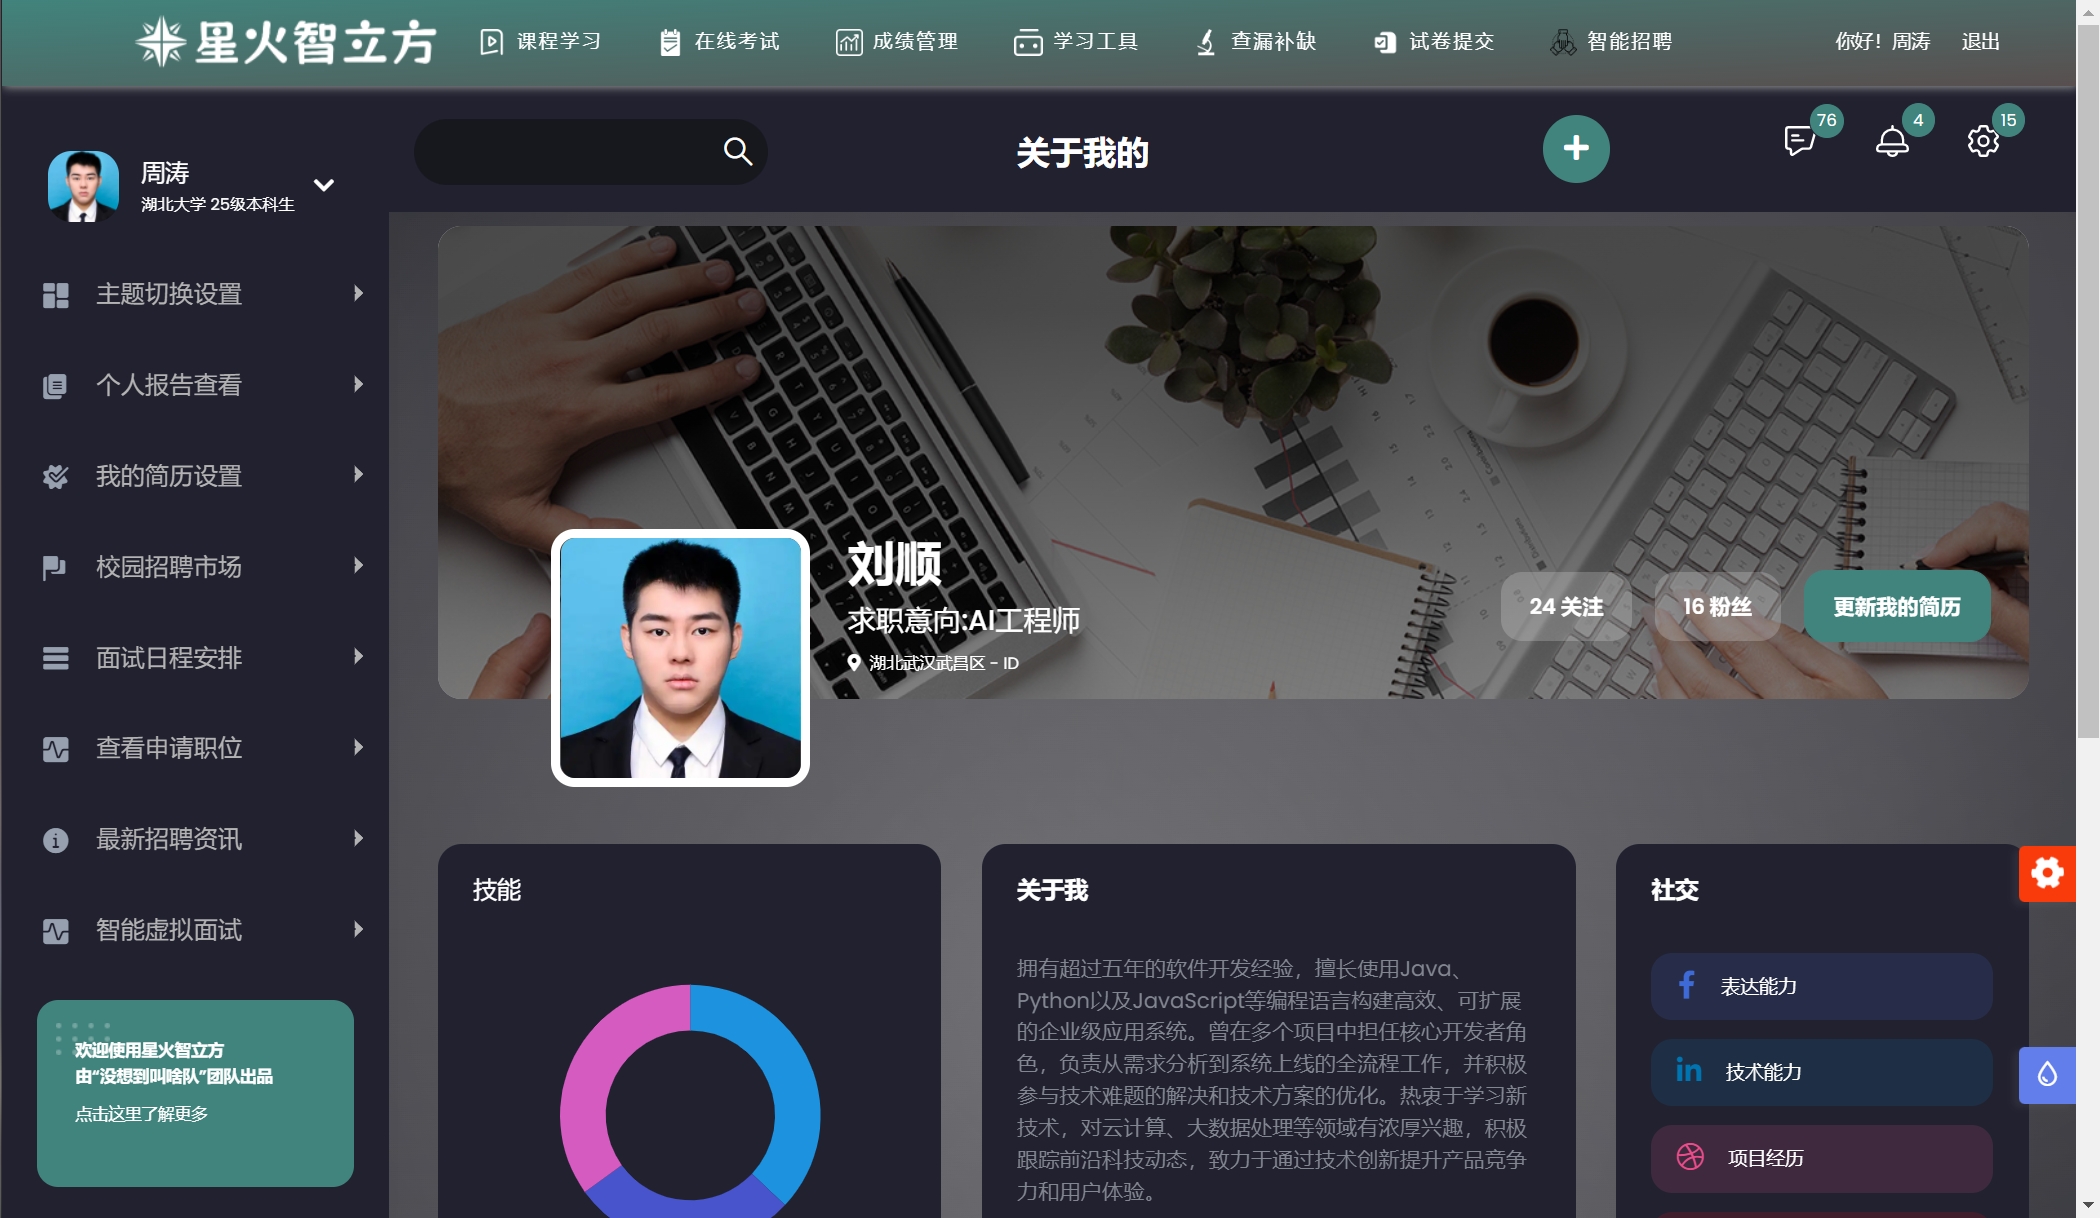 星火智立方
课程学习
在线考试
成绩管理
学习工具
查漏补缺
试卷提交
智能招聘
你好！周涛
退出
周涛
湖北大学 25级本科生
关于我的
76
4
15
主题切换设置
个人报告查看
我的简历设置
校园招聘市场
面试日程安排
查看申请职位
最新招聘资讯
智能虚拟面试
欢迎使用星火智立方
由“没想到叫啥队”团队出品
点击这里了解更多
刘顺
求职意向:AI工程师
湖北武汉武昌区 - ID
24 关注
16 粉丝
更新我的简历
技能
关于我
拥有超过五年的软件开发经验，擅长使用Java、
Python以及JavaScript等编程语言构建高效、可扩展
的企业级应用系统。曾在多个项目中担任核心开发者角
色，负责从需求分析到系统上线的全流程工作，并积极
参与技术难题的解决和技术方案的优化。热衷于学习新
技术，对云计算、大数据处理等领域有浓厚兴趣，积极
跟踪前沿科技动态，致力于通过技术创新提升产品竞争
力和用户体验。
社交
表达能力
技术能力
项目经历